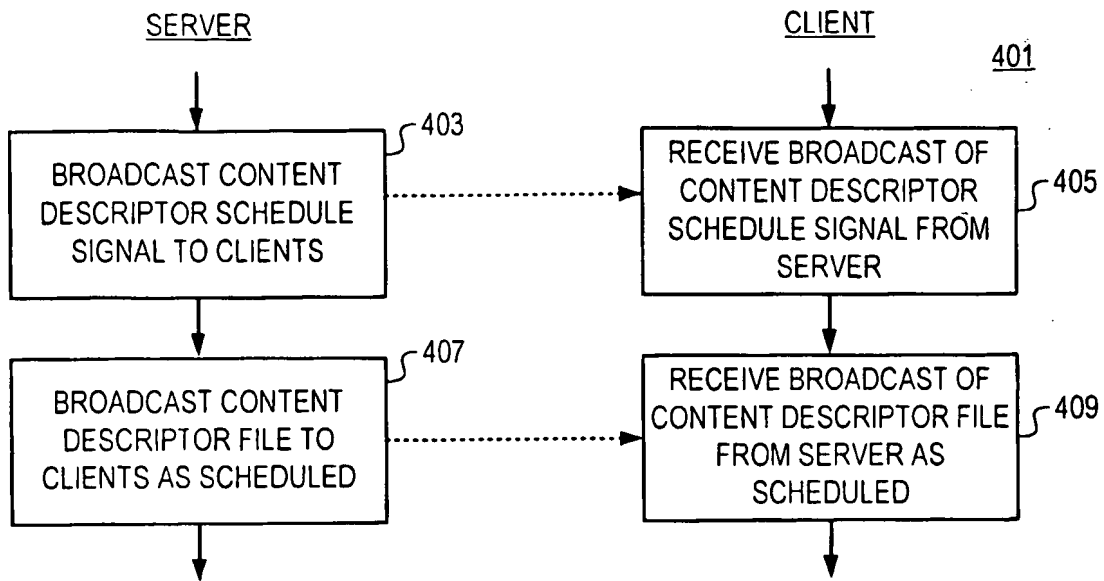 SERVER
CLIENT
401
403
BROADCAST CONTENT
DESCRIPTOR SCHEDULE
SIGNAL TO CLIENTS
RECEIVE BROADCAST OF
CONTENT DESCRIPTOR
SCHEDULE SIGNAL FROM
SERVER
405
407
BROADCAST CONTENT
DESCRIPTOR FILE TO
CLIENTS AS SCHEDULED
RECEIVE BROADCAST OF
CONTENT DESCRIPTOR FILE
FROM SERVER AS
SCHEDULED
409